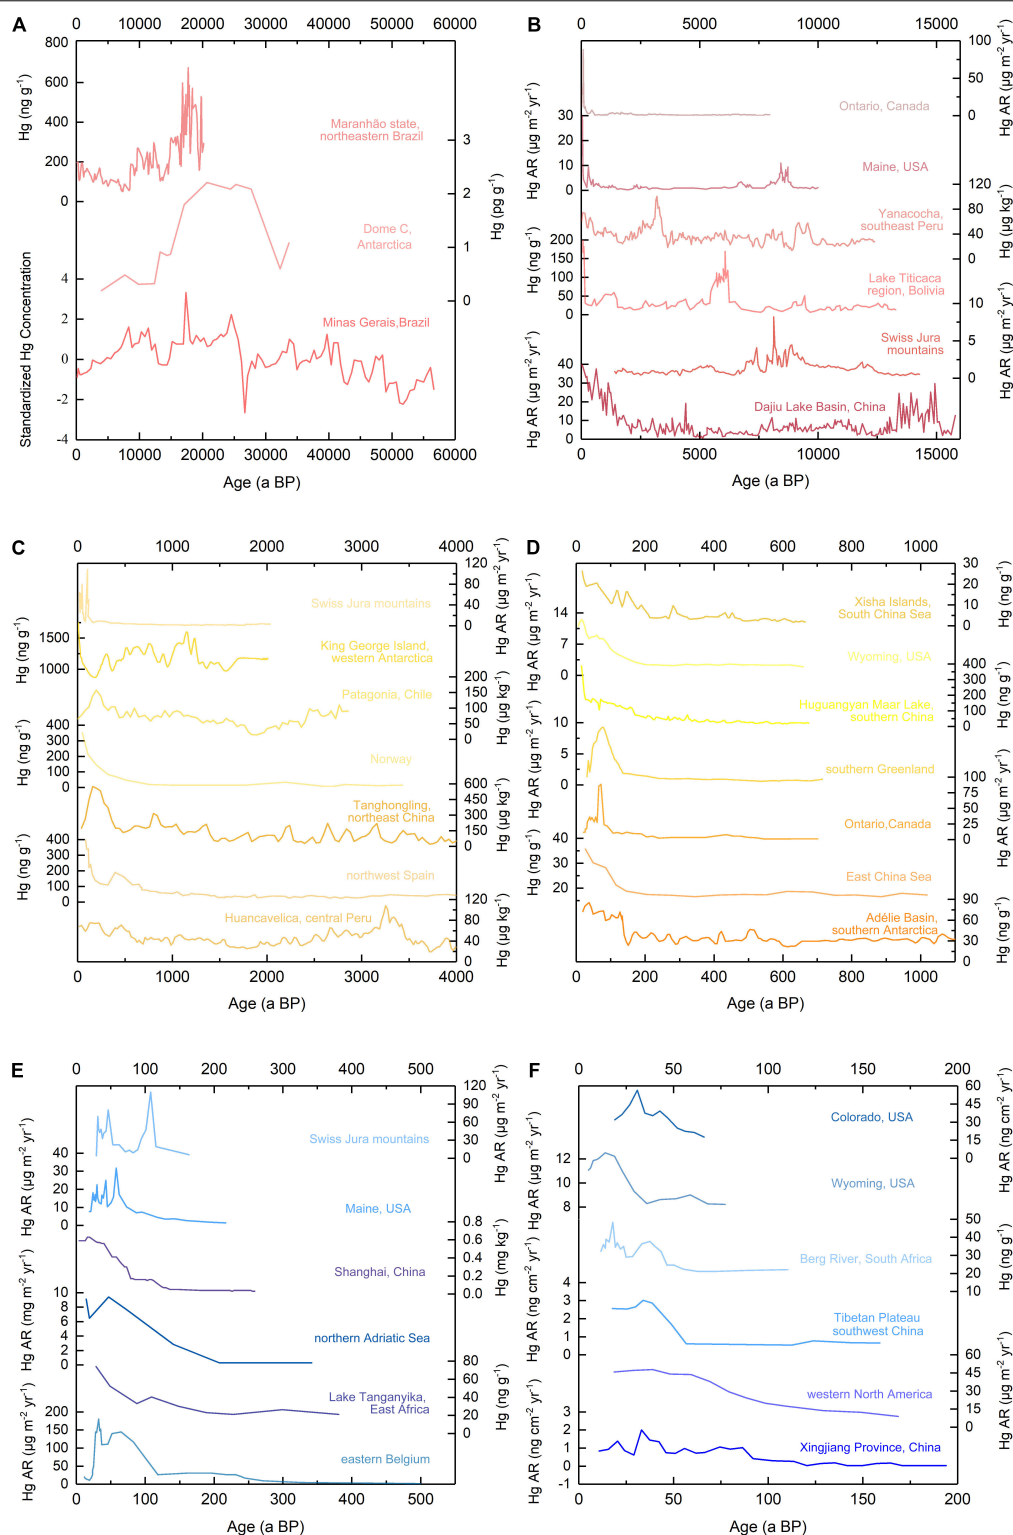 A
0 10000 20000 30000 40000 50000 60000
800
600
400
200
0
Hg (ng g⁻¹)
Maranhão state,
northeastern Brazil
3
2
1
0
Hg (pg g⁻¹)
Dome C,
Antarctica
4
2
0
-2
-4
Standardized Hg Concentration
Minas Gerais,Brazil
0 10000 20000 30000 40000 50000 60000
Age (a BP)
B
0 5000 10000 15000
100
50
0
Hg AR (µg m⁻² yr⁻¹)
Ontario, Canada
30
20
10
0
Hg AR (µg m⁻² yr⁻¹)
Maine, USA
120
80
40
0
Hg (µg kg⁻¹)
Yanacocha,
southeast Peru
200
150
100
50
0
Hg (ng g⁻¹)
Lake Titicaca
region, Bolivia
10
5
0
Hg AR (µg m⁻² yr⁻¹)
Swiss Jura
mountains
40
30
20
10
0
Hg AR (µg m⁻² yr⁻¹)
Dajiu Lake Basin, China
0 5000 10000 15000
Age (a BP)
C
0 1000 2000 3000 4000
120
80
40
0
Hg AR (µg m⁻² yr⁻¹)
Swiss Jura mountains
1500
1000
Hg (ng g⁻¹)
King George Island,
western Antarctica
200
150
100
50
0
Hg (µg kg⁻¹)
Patagonia, Chile
400
300
200
100
0
Hg (ng g⁻¹)
Norway
600
450
300
150
0
Hg (µg kg⁻¹)
Tanghongling,
northeast China
400
300
200
100
0
Hg (ng g⁻¹)
northwest Spain
120
80
40
0
Hg (µg kg⁻¹)
Huancavelica, central Peru
0 1000 2000 3000 4000
Age (a BP)
D
0 200 400 600 800 1000
30
20
10
0
Hg (ng g⁻¹)
Xisha Islands,
South China Sea
14
7
0
Hg AR (µg m⁻² yr⁻¹)
Wyoming, USA
400
300
200
100
0
Hg (ng g⁻¹)
Huguangyan Maar Lake,
southern China
10
5
0
Hg AR (µg m⁻² yr⁻¹)
southern Greenland
100
75
50
25
0
Hg AR (µg m⁻² yr⁻¹)
Ontario,Canada
40
30
20
Hg (ng g⁻¹)
East China Sea
90
60
30
0
Hg (ng g⁻¹)
Adélie Basin,
southern Antarctica
0 200 400 600 800 1000
Age (a BP)
E
0 100 200 300 400 500
120
90
60
30
0
Hg AR (µg m⁻² yr⁻¹)
Swiss Jura mountains
40
30
20
10
0
Hg AR (µg m⁻² yr⁻¹)
Maine, USA
0.8
0.6
0.4
0.2
0.0
Hg (mg kg⁻¹)
Shanghai, China
10
8
6
4
2
0
Hg AR (mg m⁻² yr⁻¹)
northern Adriatic Sea
80
60
40
20
0
Hg (ng g⁻¹)
Lake Tanganyika,
East Africa
200
150
100
50
0
Hg AR (µg m⁻² yr⁻¹)
eastern Belgium
0 100 200 300 400 500
Age (a BP)
F
0 50 100 150 200
60
45
30
15
0
Hg AR (ng cm⁻² yr⁻¹)
Colorado, USA
12
10
8
Hg AR (µg m⁻² yr⁻¹)
Wyoming, USA
50
40
30
20
10
Hg (ng g⁻¹)
Berg River, South Africa
4
3
2
1
0
Hg AR (ng cm⁻² yr⁻¹)
Tibetan Plateau
southwest China
60
45
30
15
0
Hg AR (µg m⁻² yr⁻¹)
western North America
3
2
1
0
-1
Hg AR (ng cm⁻² yr⁻¹)
Xingjiang Province, China
0 50 100 150 200
Age (a BP)